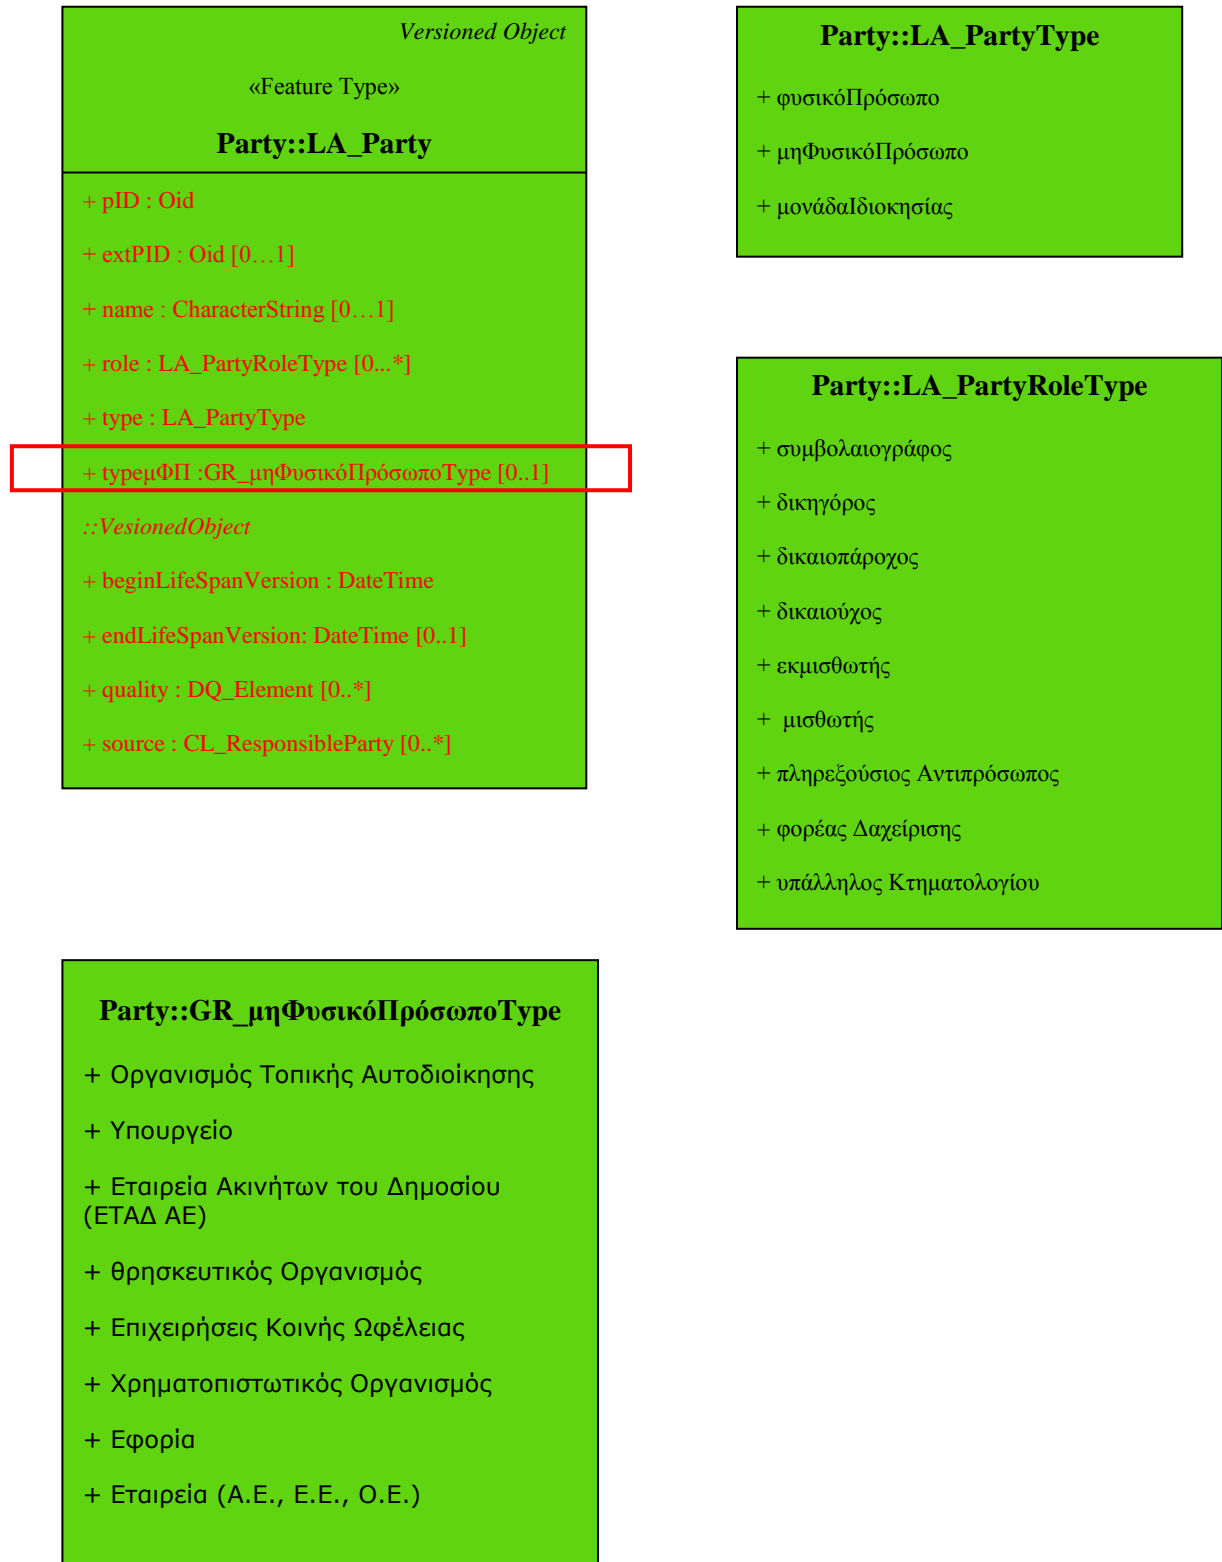 Versioned Object
«Feature Type»
Party::LA_Party
+ pID : Oid
+ extPID : Oid [0…1]
+ name : CharacterString [0…1]
+ role : LA_PartyRoleType [0...*]
+ type : LA_PartyType
+ typeμΦΠ :GR_μηΦυσικόΠρόσωποType [0..1]
::VesionedObject
+ beginLifeSpanVersion : DateTime
+ endLifeSpanVersion: DateTime [0..1]
+ quality : DQ_Element [0..*]
+ source : CL_ResponsibleParty [0..*]
Party::LA_PartyType
+ φυσικόΠρόσωπο
+ μηΦυσικόΠρόσωπο
+ μονάδαΙδιοκησίας
Party::LA_PartyRoleType
+ συμβολαιογράφος
+ δικηγόρος
+ δικαιοπάροχος
+ δικαιούχος
+ εκμισθωτής
+ μισθωτής
+ πληρεξούσιος Αντιπρόσωπος
+ φορέας Δαχείρισης
+ υπάλληλος Κτηματολογίου
Party::GR_μηΦυσικόΠρόσωποType
+ Οργανισμός Τοπικής Αυτοδιοίκησης
+ Υπουργείο
+ Εταιρεία Ακινήτων του Δημοσίου
(ΕΤΑΔ ΑΕ)
+ θρησκευτικός Οργανισμός
+ Επιχειρήσεις Κοινής Ωφέλειας
+ Χρηματοπιστωτικός Οργανισμός
+ Εφορία
+ Εταιρεία (Α.Ε., Ε.Ε., Ο.Ε.)